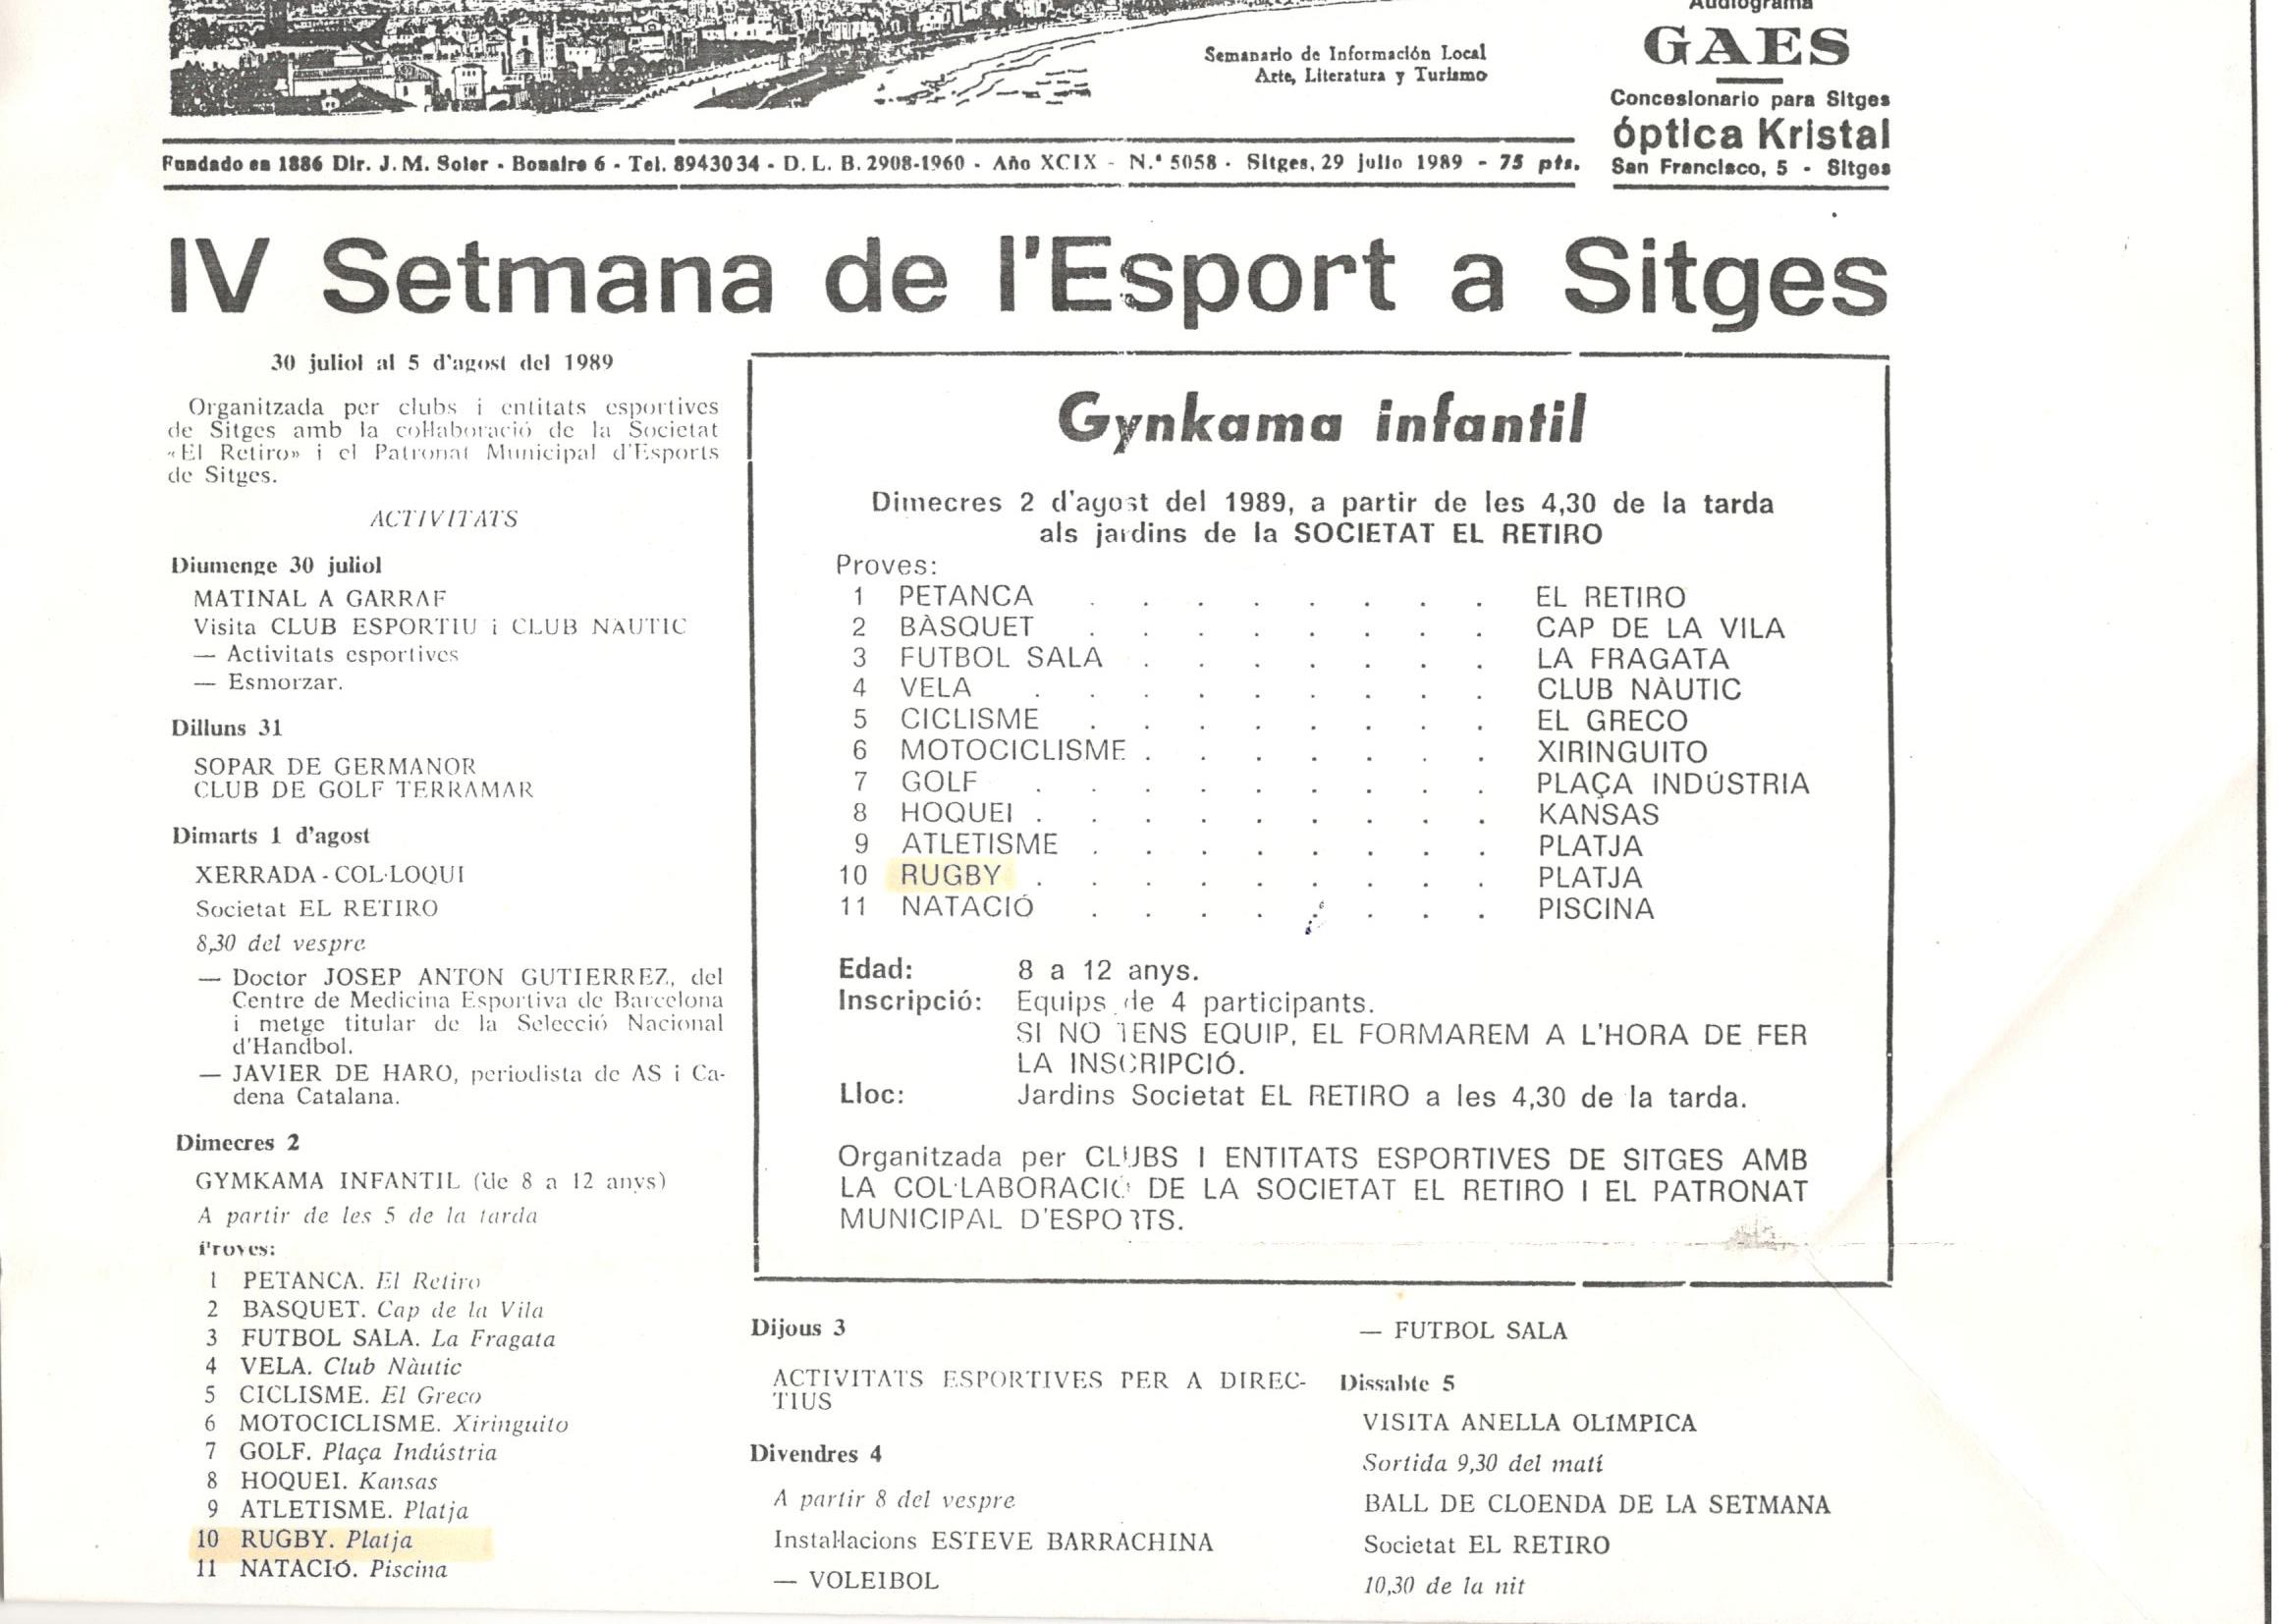 Audiograma
GAES
Concesionario para Sitges
óptica Kristal
San Francisco, 5 - Sitges
Semanario de Información Local
Arte, Literatura y Turismo
Fundado en 1886 Dir. J. M. Soler - Bonaire 6 - Tel. 8943034 - D. L. B. 2908-1960 - Año XCIX - N.º 5058 - Sitges, 29 julio 1989 - 75 pts.
IV Setmana de l'Esport a Sitges
30 juliol al 5 d'agost del 1989
Organitzada per clubs i entitats esportives
de Sitges amb la col·laboració de la Societat
«El Retiro» i el Patronat Municipal d'Esports
de Sitges.
ACTIVITATS
Diumenge 30 juliol
MATINAL A GARRAF
Visita CLUB ESPORTIU i CLUB NAUTIC
— Activitats esportives
— Esmorzar.
Dilluns 31
SOPAR DE GERMANOR
CLUB DE GOLF TERRAMAR
Dimarts 1 d'agost
XERRADA - COL·LOQUI
Societat EL RETIRO
8,30 del vespre
— Doctor JOSEP ANTON GUTIERREZ, del
Centre de Medicina Esportiva de Barcelona
i metge titular de la Selecció Nacional
d'Handbol.
— JAVIER DE HARO, periodista de AS i Ca-
dena Catalana.
Dimecres 2
GYMKAMA INFANTIL (de 8 a 12 anys)
A partir de les 5 de la tarda
Proves:
1 PETANCA. El Retiro
2 BASQUET. Cap de la Vila
3 FUTBOL SALA. La Fragata
4 VELA. Club Nàutic
5 CICLISME. El Greco
6 MOTOCICLISME. Xiringuito
7 GOLF. Plaça Indústria
8 HOQUEI. Kansas
9 ATLETISME. Platja
10 RUGBY. Platja
11 NATACIÓ. Piscina
Gynkama infantil
Dimecres 2 d'agost del 1989, a partir de les 4,30 de la tarda
als jardins de la SOCIETAT EL RETIRO
Proves:
1 PETANCA . . . . . . . . EL RETIRO
2 BÀSQUET . . . . . . . . CAP DE LA VILA
3 FUTBOL SALA . . . . . . . LA FRAGATA
4 VELA . . . . . . . . . CLUB NÀUTIC
5 CICLISME . . . . . . . . EL GRECO
6 MOTOCICLISME . . . . . . . XIRINGUITO
7 GOLF . . . . . . . . . PLAÇA INDÚSTRIA
8 HOQUEI . . . . . . . . . KANSAS
9 ATLETISME . . . . . . . . PLATJA
10 RUGBY . . . . . . . . . PLATJA
11 NATACIÓ . . . . . . . . PISCINA
Edad: 8 a 12 anys.
Inscripció: Equips de 4 participants.
SI NO TENS EQUIP, EL FORMAREM A L'HORA DE FER
LA INSCRIPCIÓ.
Lloc: Jardins Societat EL RETIRO a les 4,30 de la tarda.
Organitzada per CLUBS I ENTITATS ESPORTIVES DE SITGES AMB
LA COL·LABORACIÓ DE LA SOCIETAT EL RETIRO I EL PATRONAT
MUNICIPAL D'ESPORTS.
Dijous 3
ACTIVITATS ESPORTIVES PER A DIREC-
TIUS
Divendres 4
A partir 8 del vespre
Instal·lacions ESTEVE BARRACHINA
— VOLEIBOL
— FUTBOL SALA
Dissabte 5
VISITA ANELLA OLÍMPICA
Sortida 9,30 del matí
BALL DE CLOENDA DE LA SETMANA
Societat EL RETIRO
10,30 de la nit